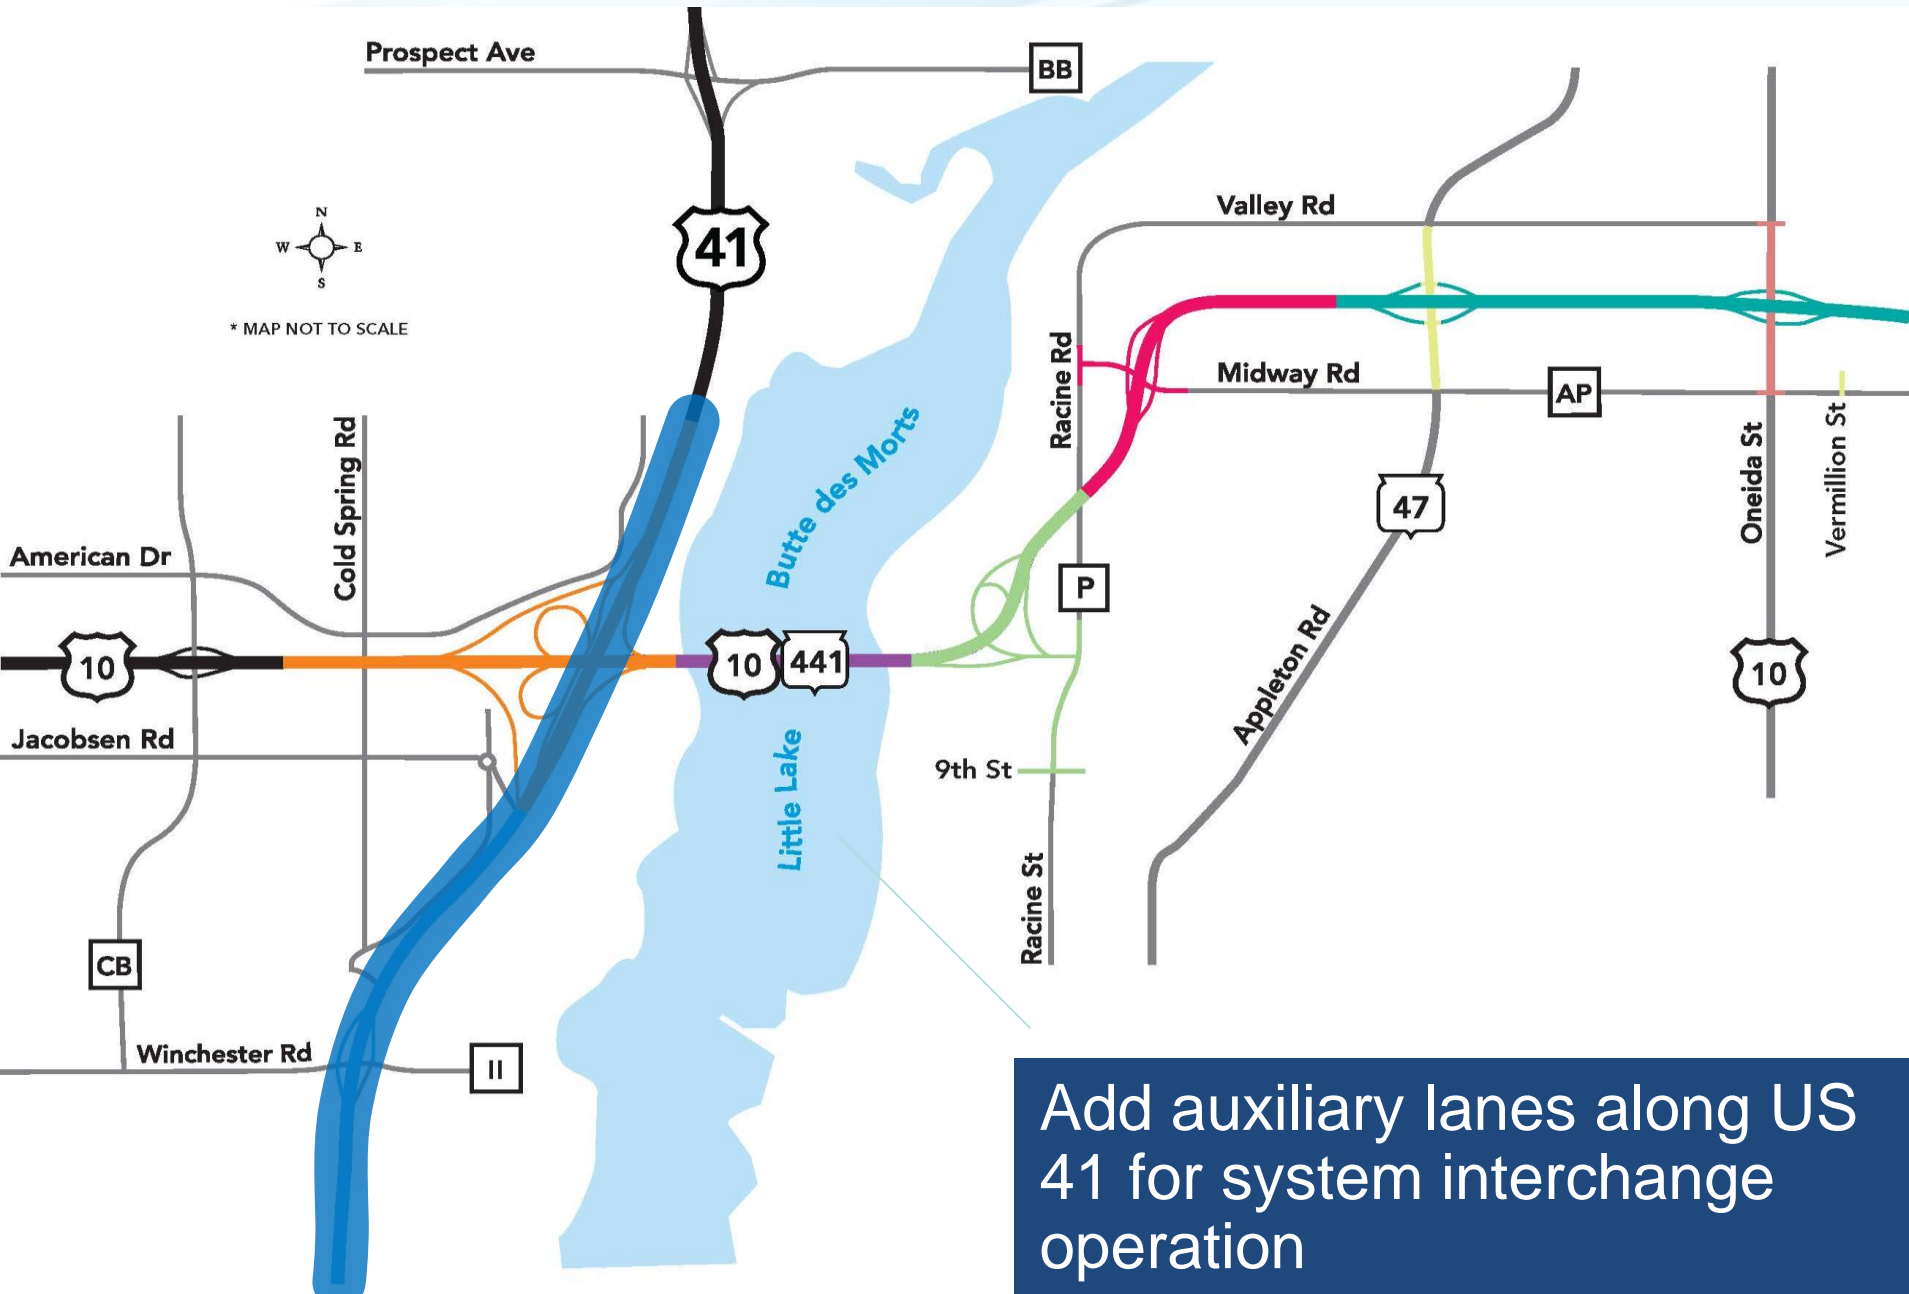 Prospect Ave
BB
41
N
W
E
S
* MAP NOT TO SCALE
Valley Rd
Racine Rd
Midway Rd
AP
Cold Spring Rd
Butte des Morts
Oneida St
Vermillion St
47
American Dr
P
10
10
441
Appleton Rd
10
Jacobsen Rd
9th St
Little Lake
Racine St
CB
Winchester Rd
II
Add auxiliary lanes along US
41 for system interchange
operation